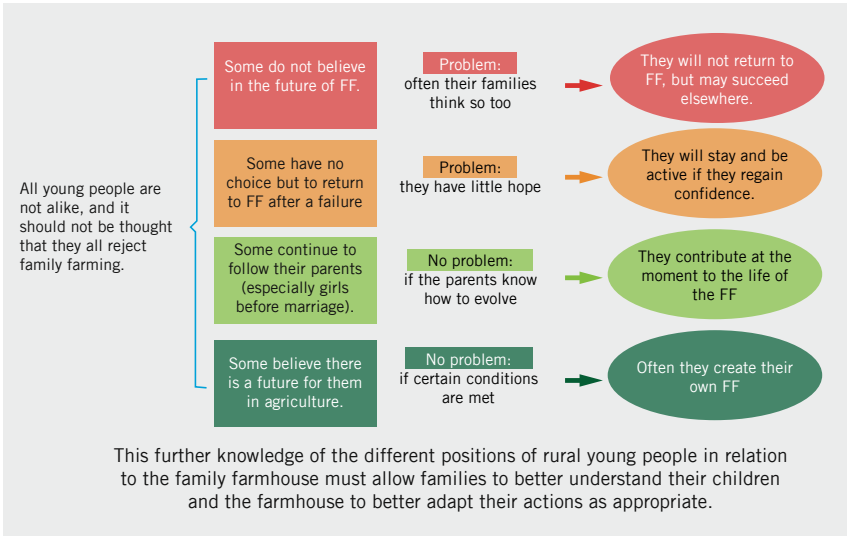 All young people are
not alike, and it
should not be thought
that they all reject
family farming.
Some do not believe
in the future of FF.
Problem:
often their families
think so too
They will not return to
FF, but may succeed
elsewhere.
Some have no
choice but to return
to FF after a failure
Problem:
they have little hope
They will stay and be
active if they regain
confidence.
Some continue to
follow their parents
(especially girls
before marriage).
No problem:
if the parents know
how to evolve
They contribute at the
moment to the life of
the FF
Some believe there
is a future for them
in agriculture.
No problem:
if certain conditions
are met
Often they create their
own FF
This further knowledge of the different positions of rural young people in relation
to the family farmhouse must allow families to better understand their children
and the farmhouse to better adapt their actions as appropriate.